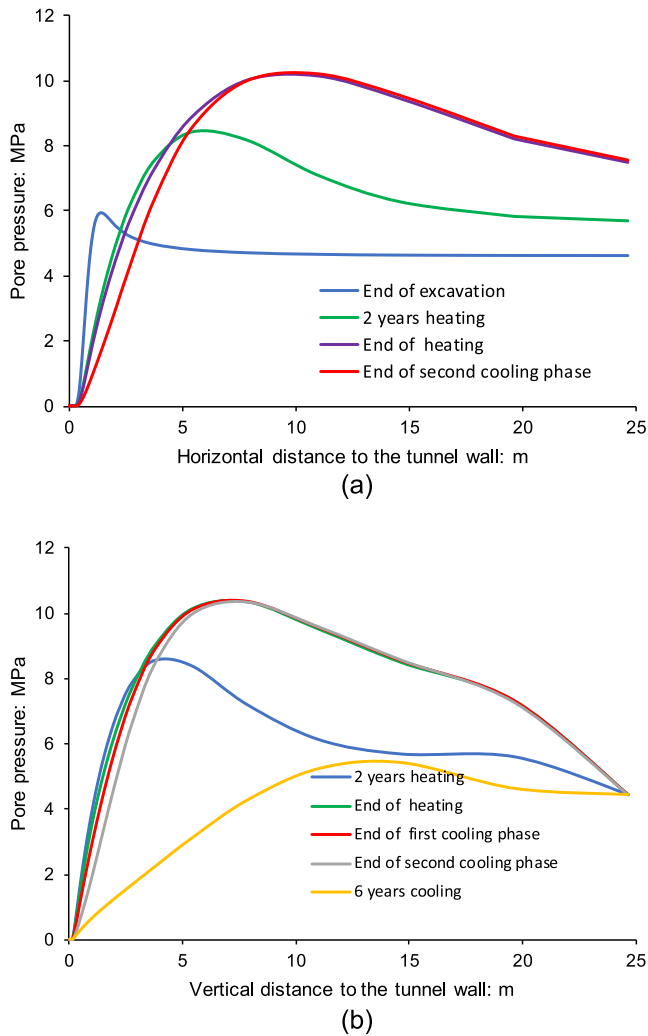 12
10
8
6
4
2
0
Pore pressure: MPa
End of excavation
2 years heating
End of heating
End of second cooling phase
0 5 10 15 20 25
Horizontal distance to the tunnel wall: m
(a)
12
10
8
6
4
2
0
Pore pressure: MPa
2 years heating
End of heating
End of first cooling phase
End of second cooling phase
6 years cooling
0 5 10 15 20 25
Vertical distance to the tunnel wall: m
(b)